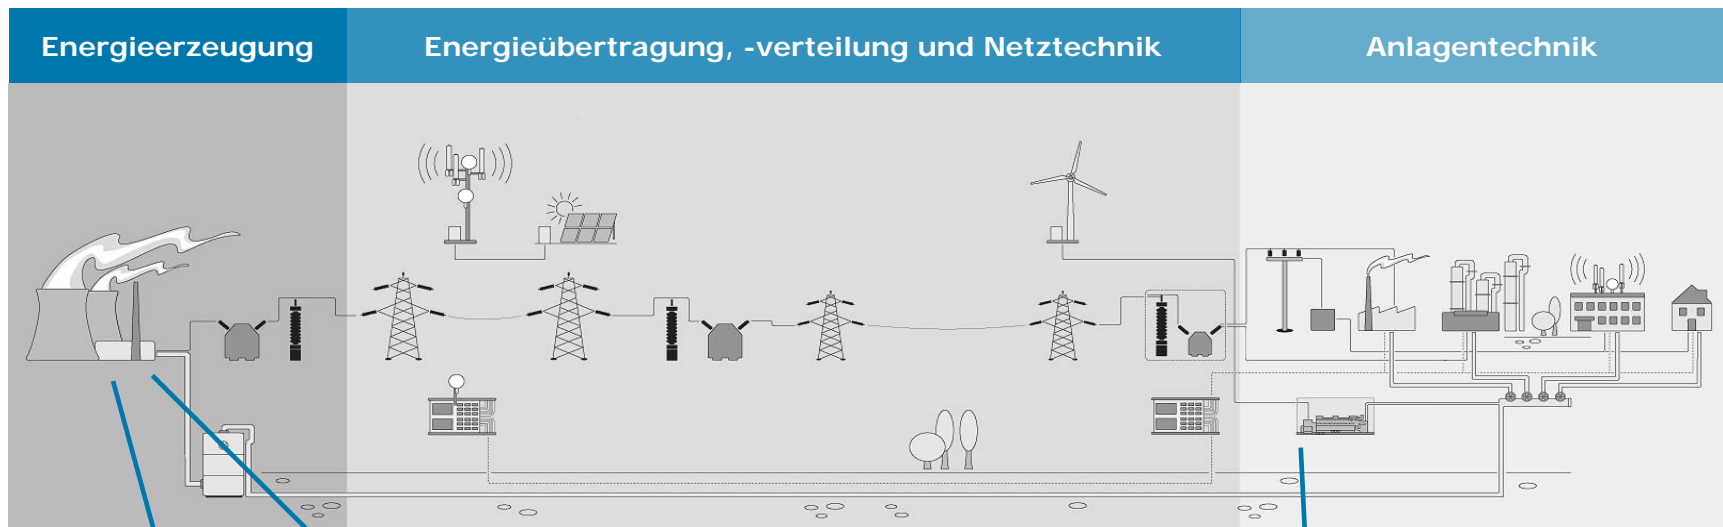 Energieerzeugung
Energieübertragung, -verteilung und Netztechnik
Anlagentechnik